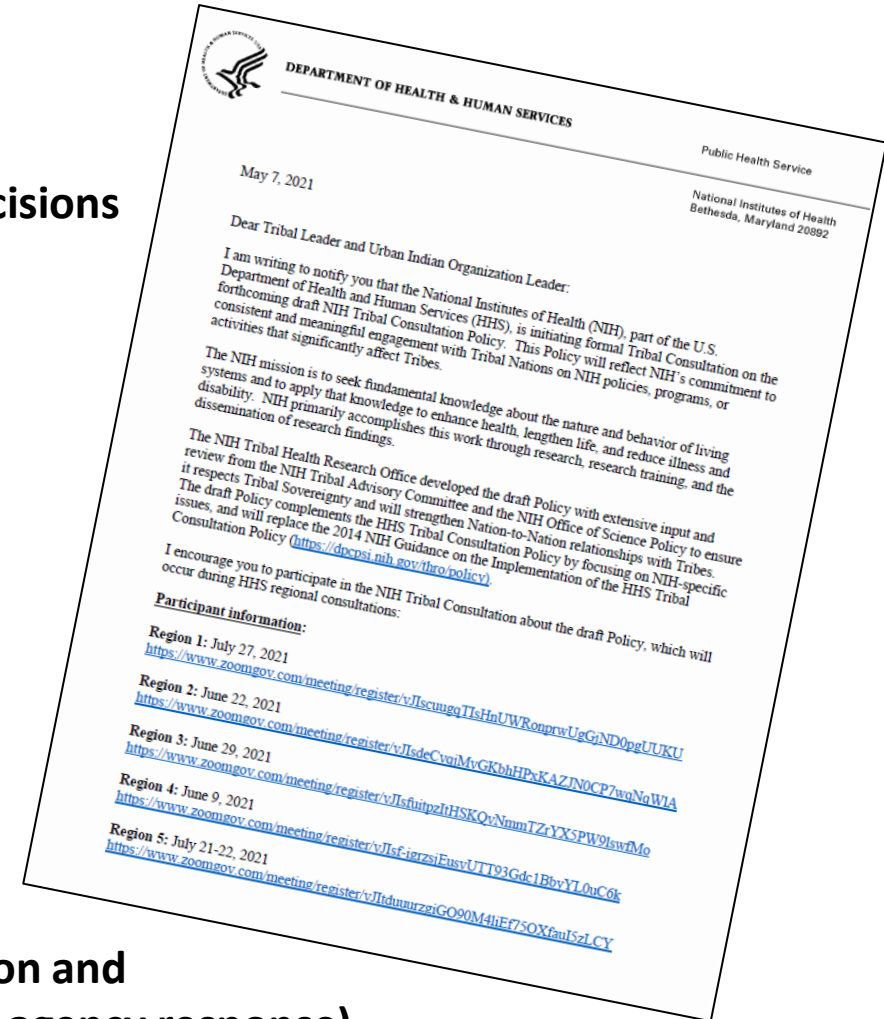 cisions
DEPARTMENT OF HEALTH & HUMAN SERVICES
Public Health Service
National Institutes of Health
Bethesda, Maryland 20892
May 7, 2021
Dear Tribal Leader and Urban Indian Organization Leader:
I am writing to notify you that the National Institutes of Health (NIH), part of the U.S.
Department of Health and Human Services (HHS), is initiating formal Tribal Consultation on the
forthcoming draft NIH Tribal Consultation Policy. This Policy will reflect NIH's commitment to
consistent and meaningful engagement with Tribal Nations on NIH policies, programs, or
activities that significantly affect Tribes.
The NIH mission is to seek fundamental knowledge about the nature and behavior of living
systems and to apply that knowledge to enhance health, lengthen life, and reduce illness and
disability. NIH primarily accomplishes this work through research, research training, and the
dissemination of research findings.
The NIH Tribal Health Research Office developed the draft Policy with extensive input and
review from the NIH Tribal Advisory Committee and the NIH Office of Science Policy to ensure
it respects Tribal Sovereignty and will strengthen Nation-to-Nation relationships with Tribes.
The draft Policy complements the HHS Tribal Consultation Policy by focusing on NIH-specific
issues, and will replace the 2014 NIH Guidance on the Implementation of the HHS Tribal
Consultation Policy (https://dpcpsi.nih.gov/thro/policy).
I encourage you to participate in the NIH Tribal Consultation about the draft Policy, which will
occur during HHS regional consultations:
Participant information:
Region 1: July 27, 2021
Region 2: June 22, 2021
Region 3: June 29, 2021
Region 4: June 9, 2021
Region 5: July 21-22, 2021
on and
agency response)